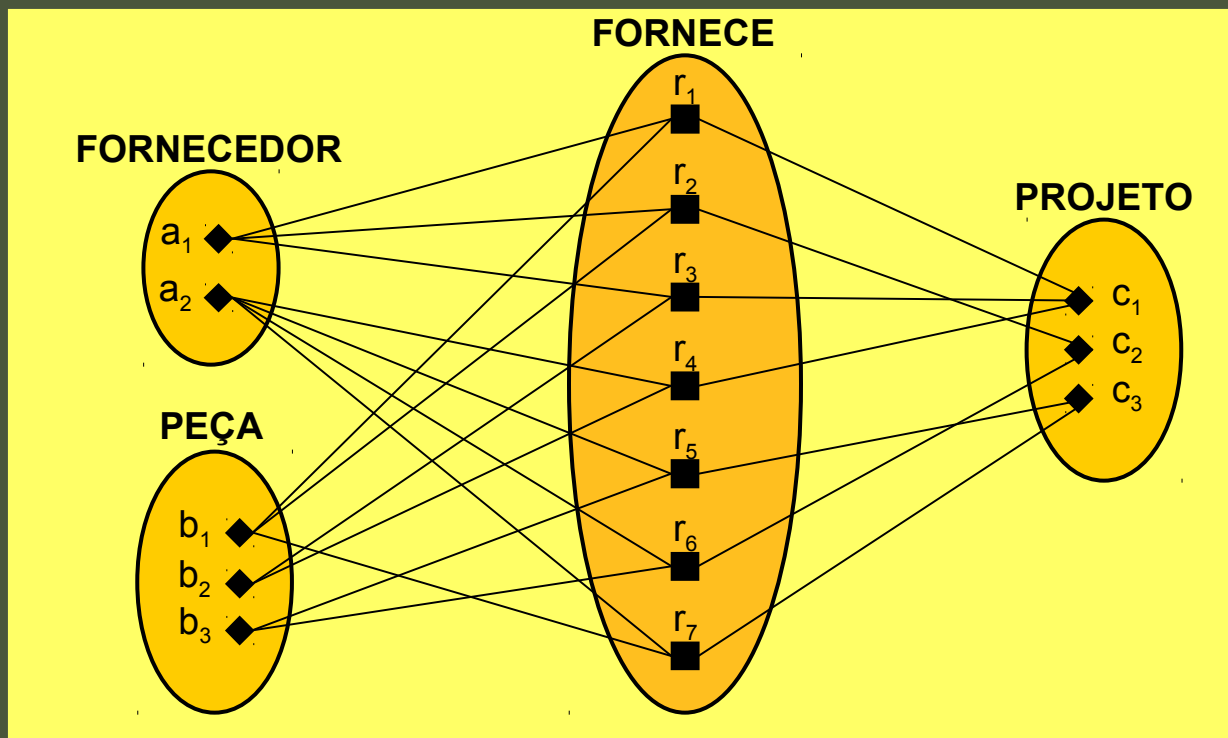 FORNECE
r1
r2
r3
r4
r5
r6
r7
FORNECEDOR
a1
a2
PEÇA
b1
b2
b3
PROJETO
c1
c2
c3